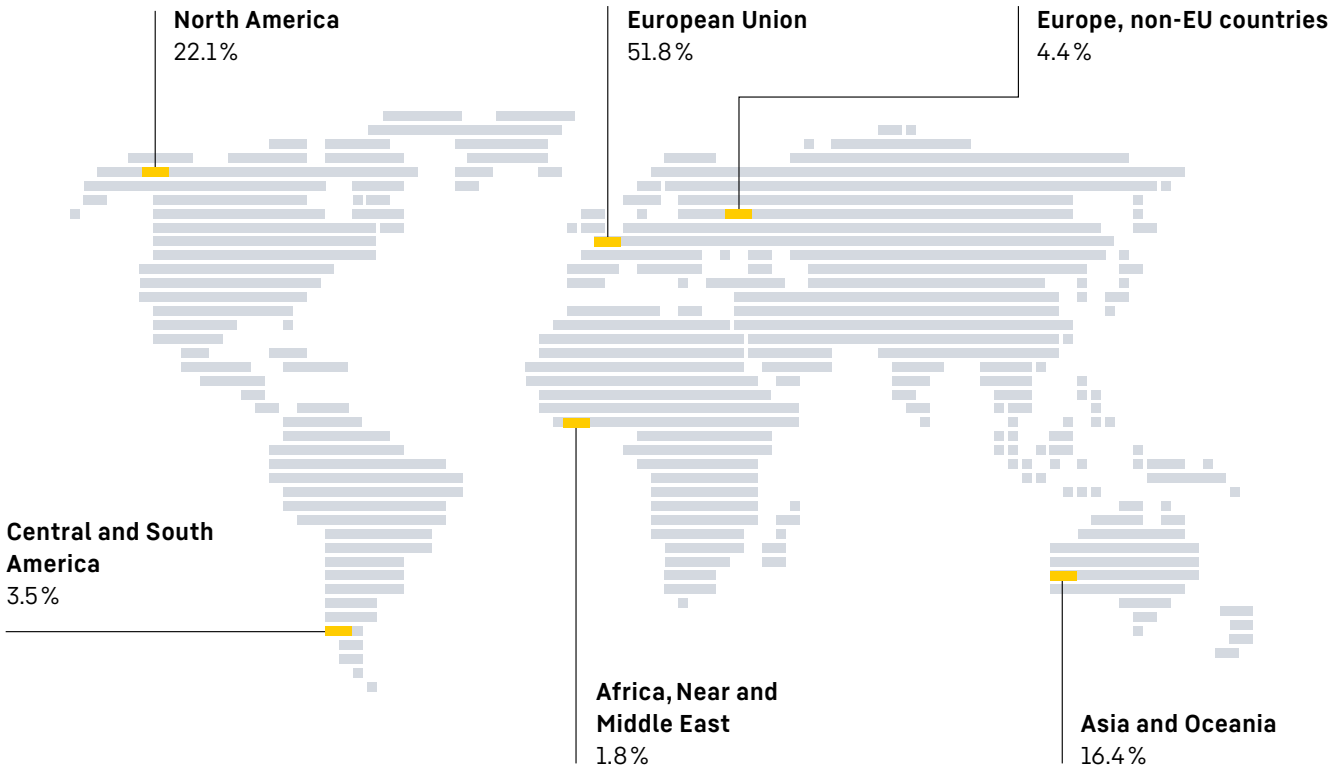 North America
22.1 %
European Union
51.8 %
Europe, non-EU countries
4.4 %
Central and South
America
3.5 %
Africa, Near and
Middle East
1.8 %
Asia and Oceania
16.4 %